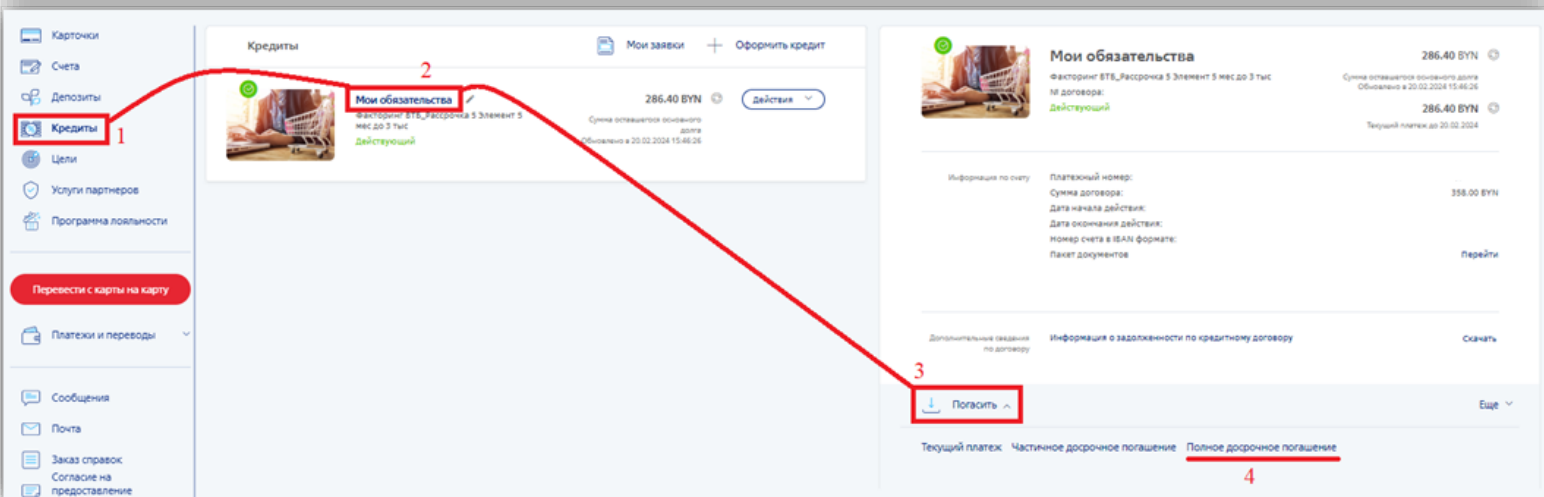 Карточки
Счета
Депозиты
Кредиты
1
Цели
Услуги партнеров
Программа лояльности
Перевести с карты на карту
Платежи и переводы
Сообщения
Почта
Заказ справок
Согласие на
предоставление
Кредиты
Мои заявки
Оформить кредит
2
Мои обязательства
286.40 BYN
Действия
Факторинг ВТБ_Рассрочка 5 Элемент 5
мес до 3 тыс
Действующий
Сумма оставшегося основного
долга
Обновлено в 20.02.2024 15:46:26
Мои обязательства
286.40 BYN
Факторинг ВТБ_Рассрочка 5 Элемент 5 мес до 3 тыс
Сумма оставшегося основного долга
№ договора:
Обновлено в 20.02.2024 15:46:26
Действующий
286.40 BYN
Текущий платеж до 20.02.2024
Информация по счету
Платежный номер:
Сумма договора:
358.00 BYN
Дата начала действия:
Дата окончания действия:
Номер счета в IBAN формате:
Пакет документов
Перейти
Дополнительные сведения
по договору
Информация о задолженности по кредитному договору
Скачать
3
Погасить
Еще
Текущий платеж Частичное досрочное погашение Полное досрочное погашение
4